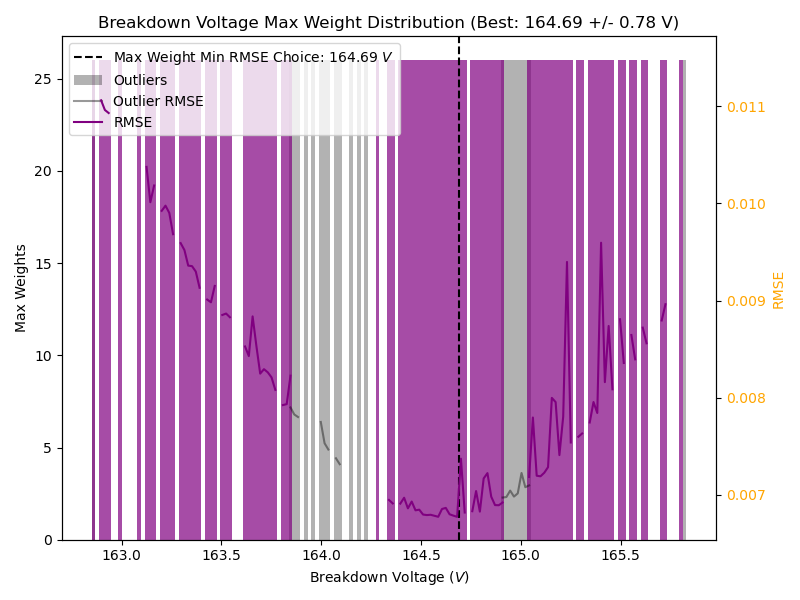 Breakdown Voltage Max Weight Distribution (Best: 164.69 +/- 0.78 V)
Max Weight Min RMSE Choice: 164.69 V
Outliers
Outlier RMSE
RMSE
Max Weights
25
20
15
10
5
0
0.011
0.010
0.009
0.008
0.007
RMSE
163.0 163.5 164.0 164.5 165.0 165.5
Breakdown Voltage (V)